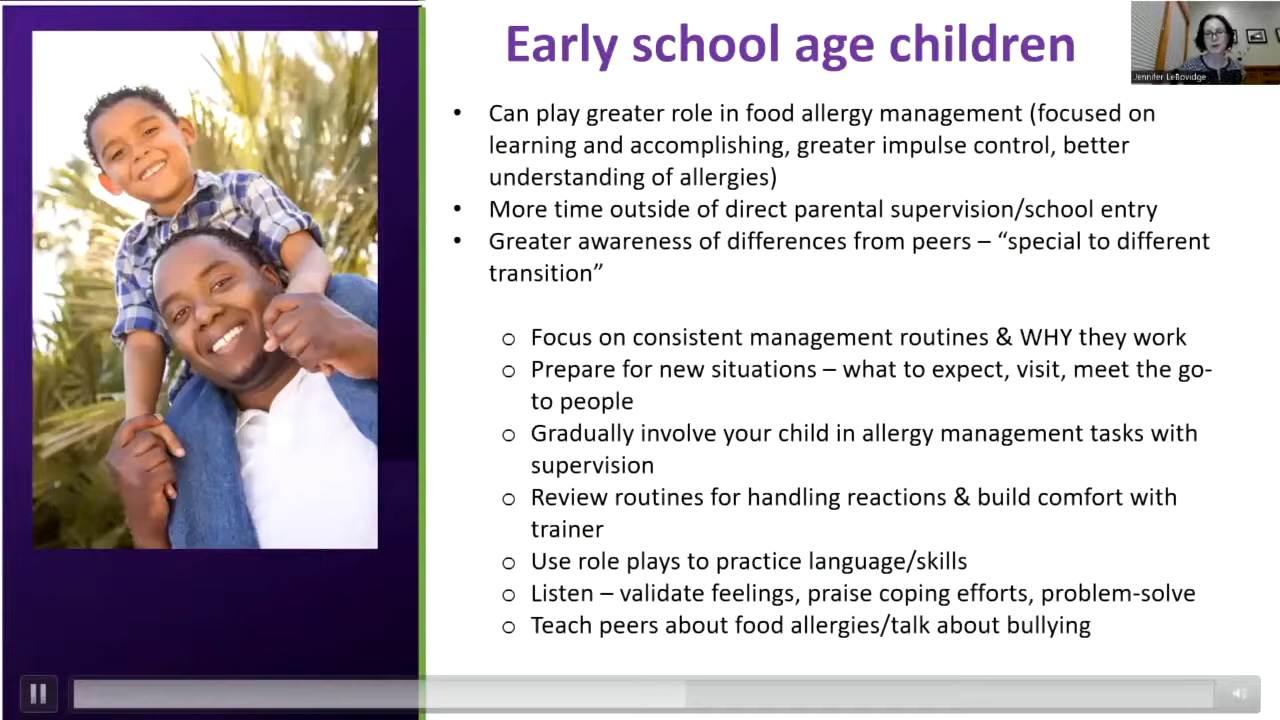 Early school age children
Jennifer LeBovidge
• Can play greater role in food allergy management (focused on
learning and accomplishing, greater impulse control, better
understanding of allergies)
• More time outside of direct parental supervision/school entry
• Greater awareness of differences from peers – “special to different
transition”
o Focus on consistent management routines & WHY they work
o Prepare for new situations – what to expect, visit, meet the go-
to people
o Gradually involve your child in allergy management tasks with
supervision
o Review routines for handling reactions & build comfort with
trainer
o Use role plays to practice language/skills
o Listen – validate feelings, praise coping efforts, problem-solve
o Teach peers about food allergies/talk about bullying